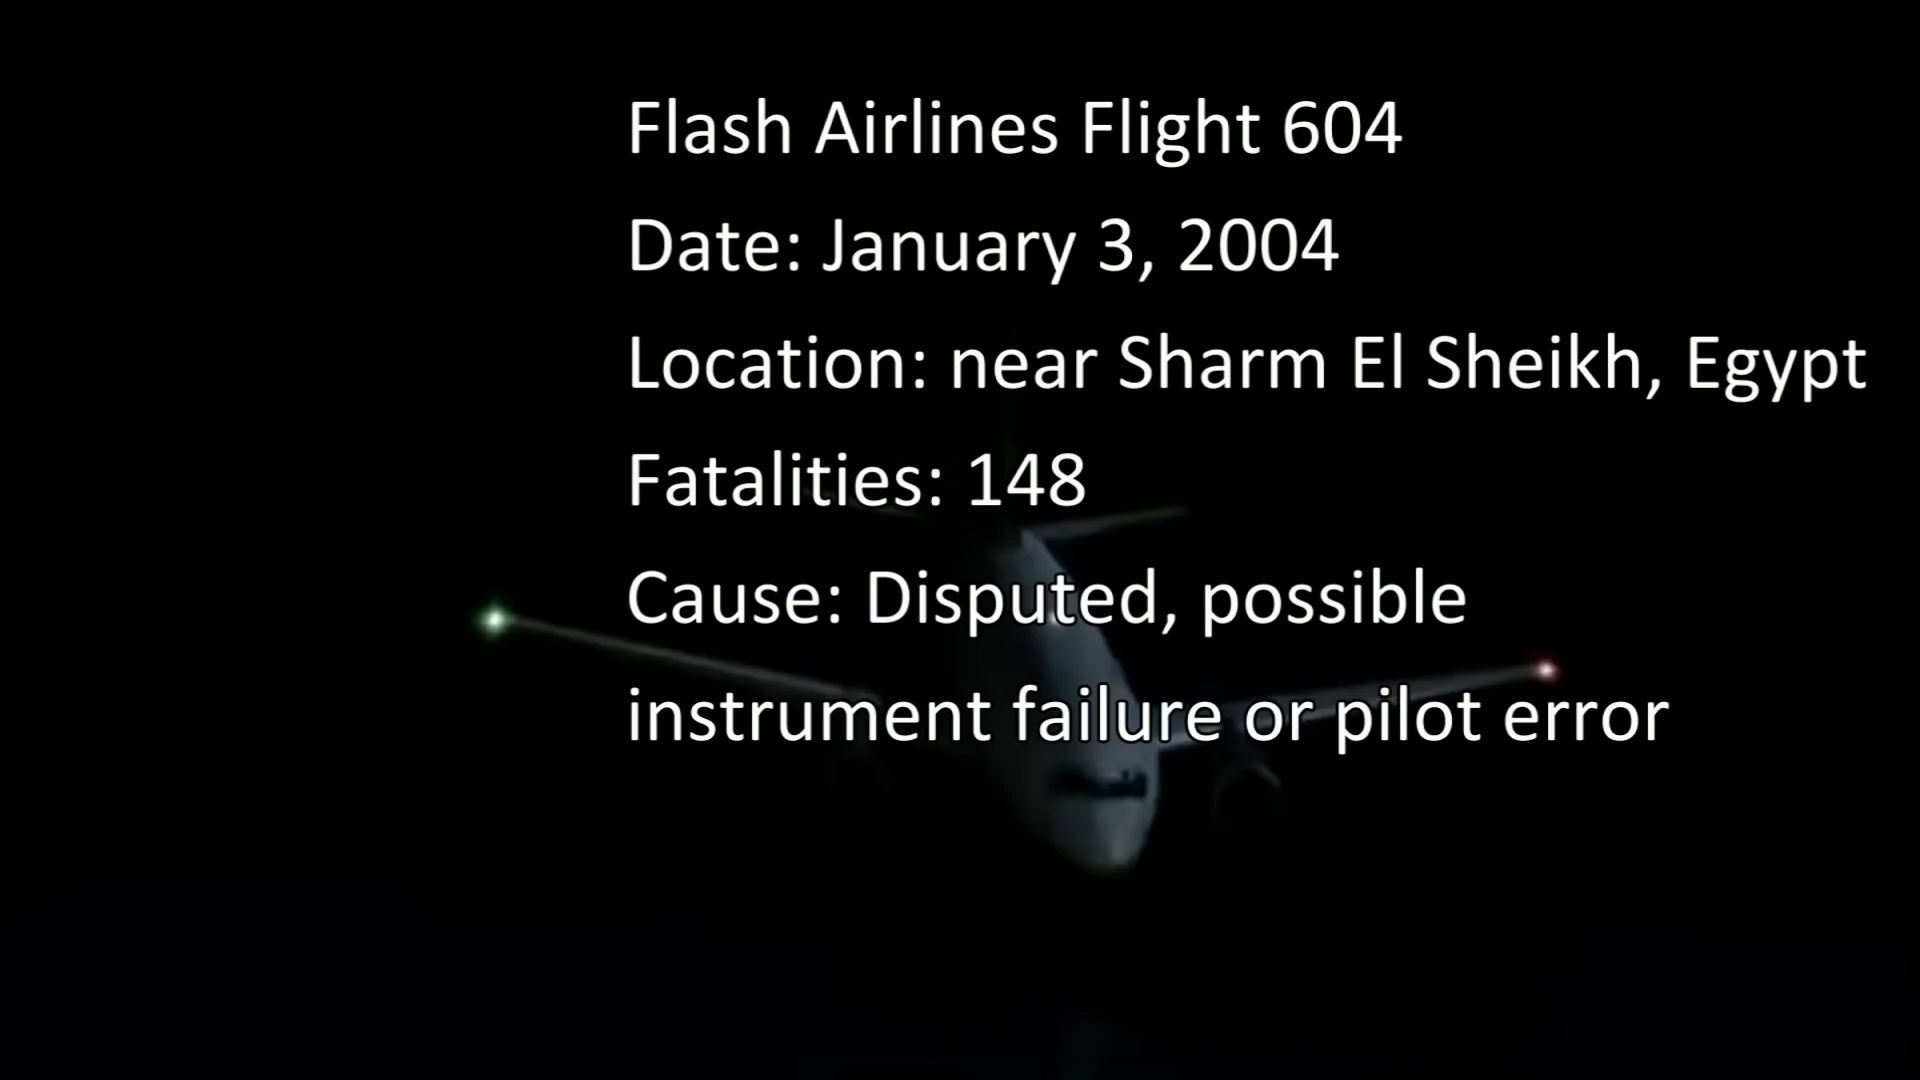 Flash Airlines Flight 604
Date: January 3, 2004
Location: near Sharm El Sheikh, Egypt
Fatalities: 148
Cause: Disputed, possible
instrument failure or pilot error